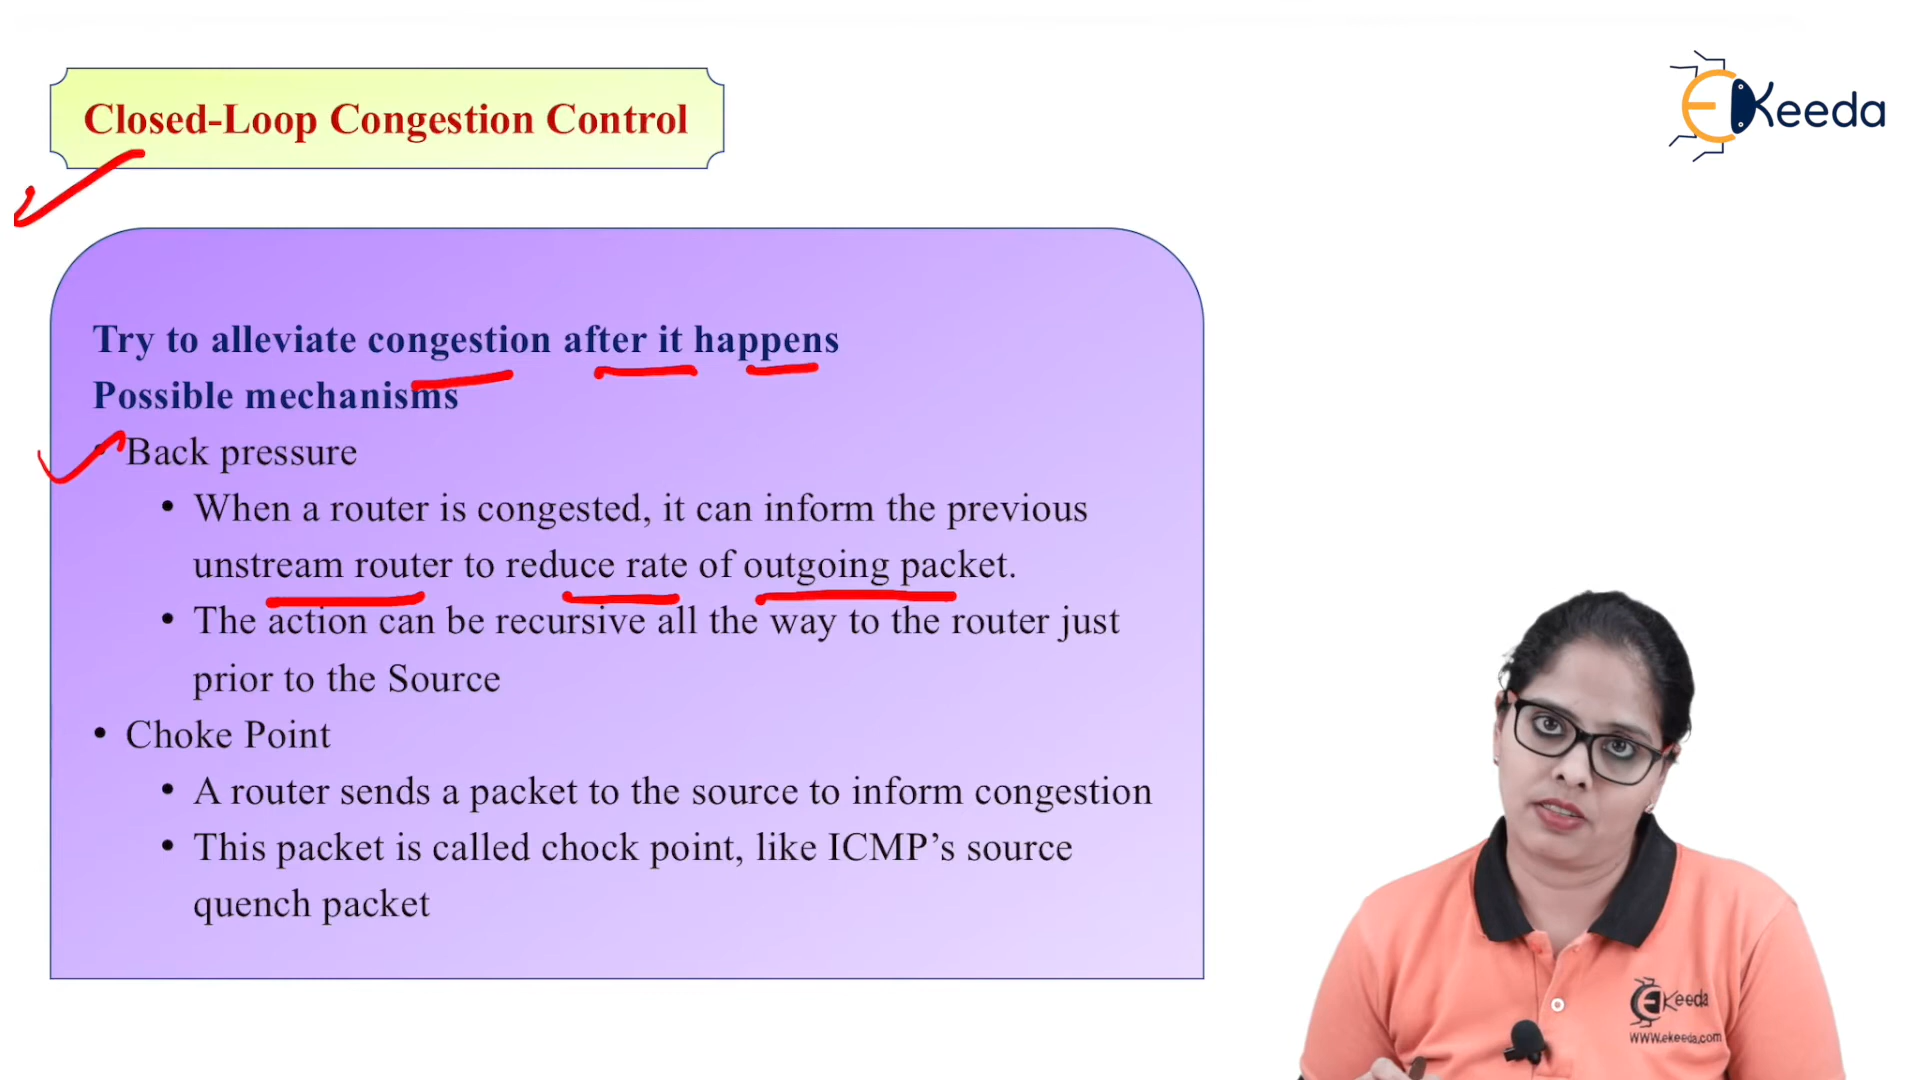 Closed-Loop Congestion Control
EKeeda
Try to alleviate congestion after it happens
Possible mechanisms
• Back pressure
• When a router is congested, it can inform the previous
unstream router to reduce rate of outgoing packet.
• The action can be recursive all the way to the router just
prior to the Source
• Choke Point
• A router sends a packet to the source to inform congestion
• This packet is called chock point, like ICMP’s source
quench packet
EKeeda
www.ekeeda.com